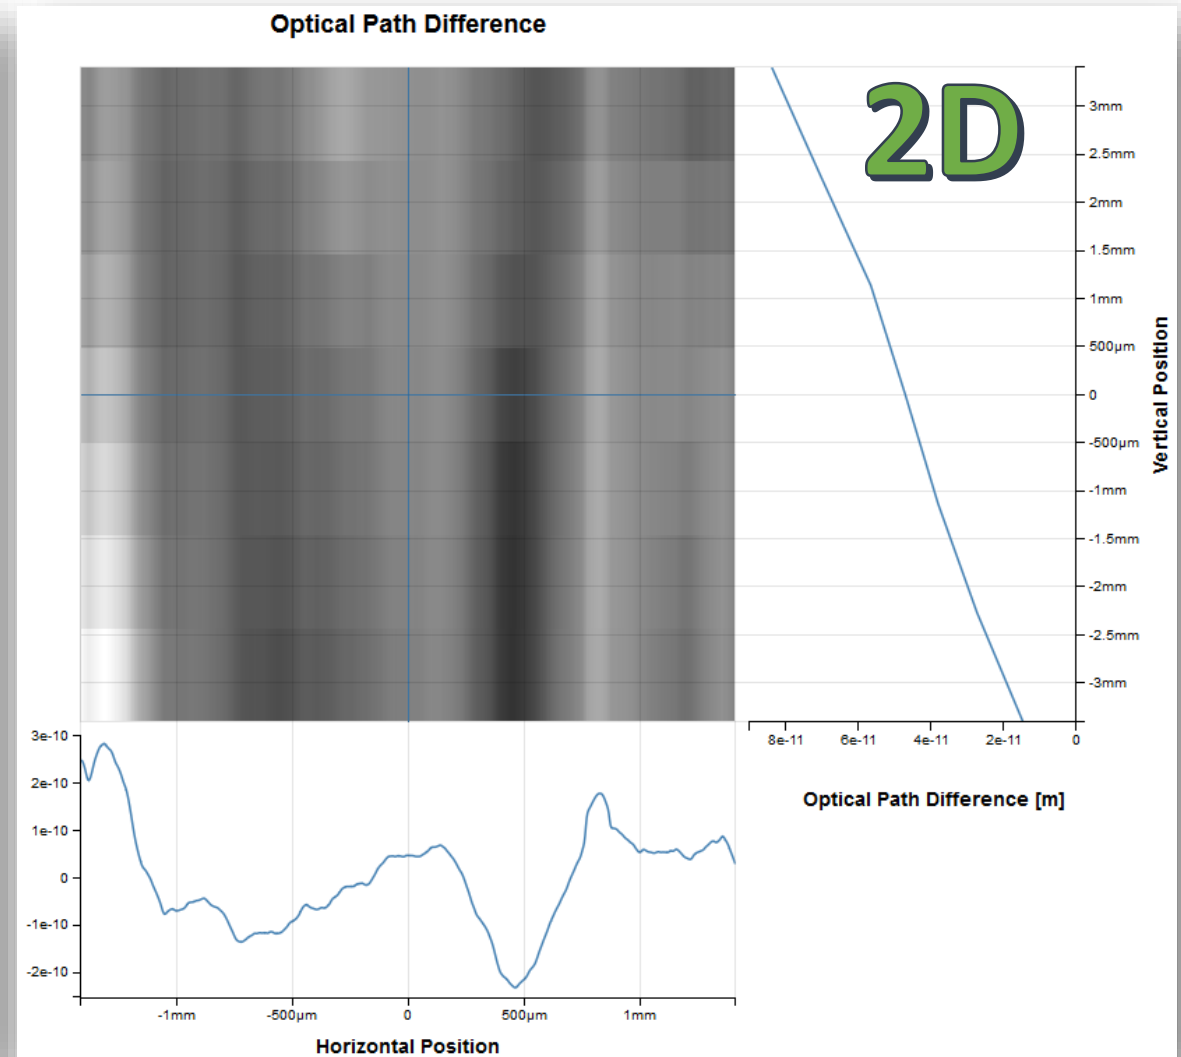 Optical Path Difference
2D
3mm
2.5mm
2mm
1.5mm
1mm
500µm
0
-500µm
-1mm
-1.5mm
-2mm
-2.5mm
-3mm
Vertical Position
8e-11 6e-11 4e-11 2e-11 0
Optical Path Difference [m]
3e-10
2e-10
1e-10
0
-1e-10
-2e-10
-1mm -500µm 0 500µm 1mm
Horizontal Position